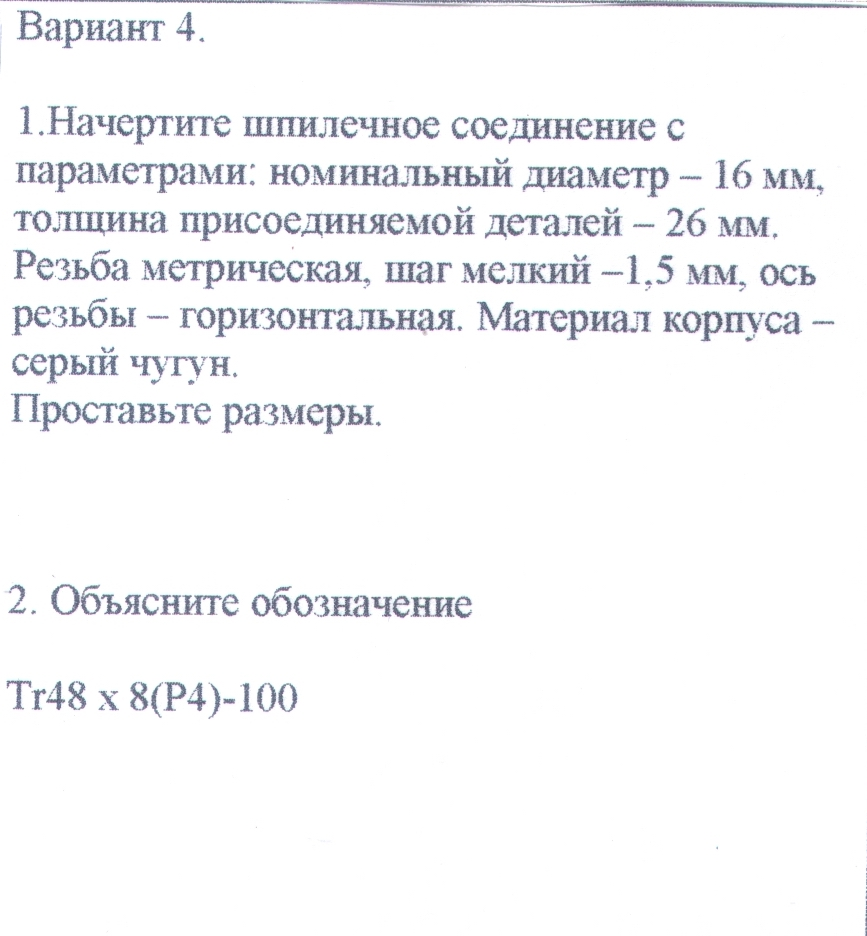 Вариант 4.
1.Начертите шпилечное соединение с
параметрами: номинальный диаметр – 16 мм,
толщина присоединяемой деталей – 26 мм.
Резьба метрическая, шаг мелкий –1,5 мм, ось
резьбы – горизонтальная. Материал корпуса –
серый чугун.
Проставьте размеры.
2. Объясните обозначение
Tr48 x 8(P4)-100